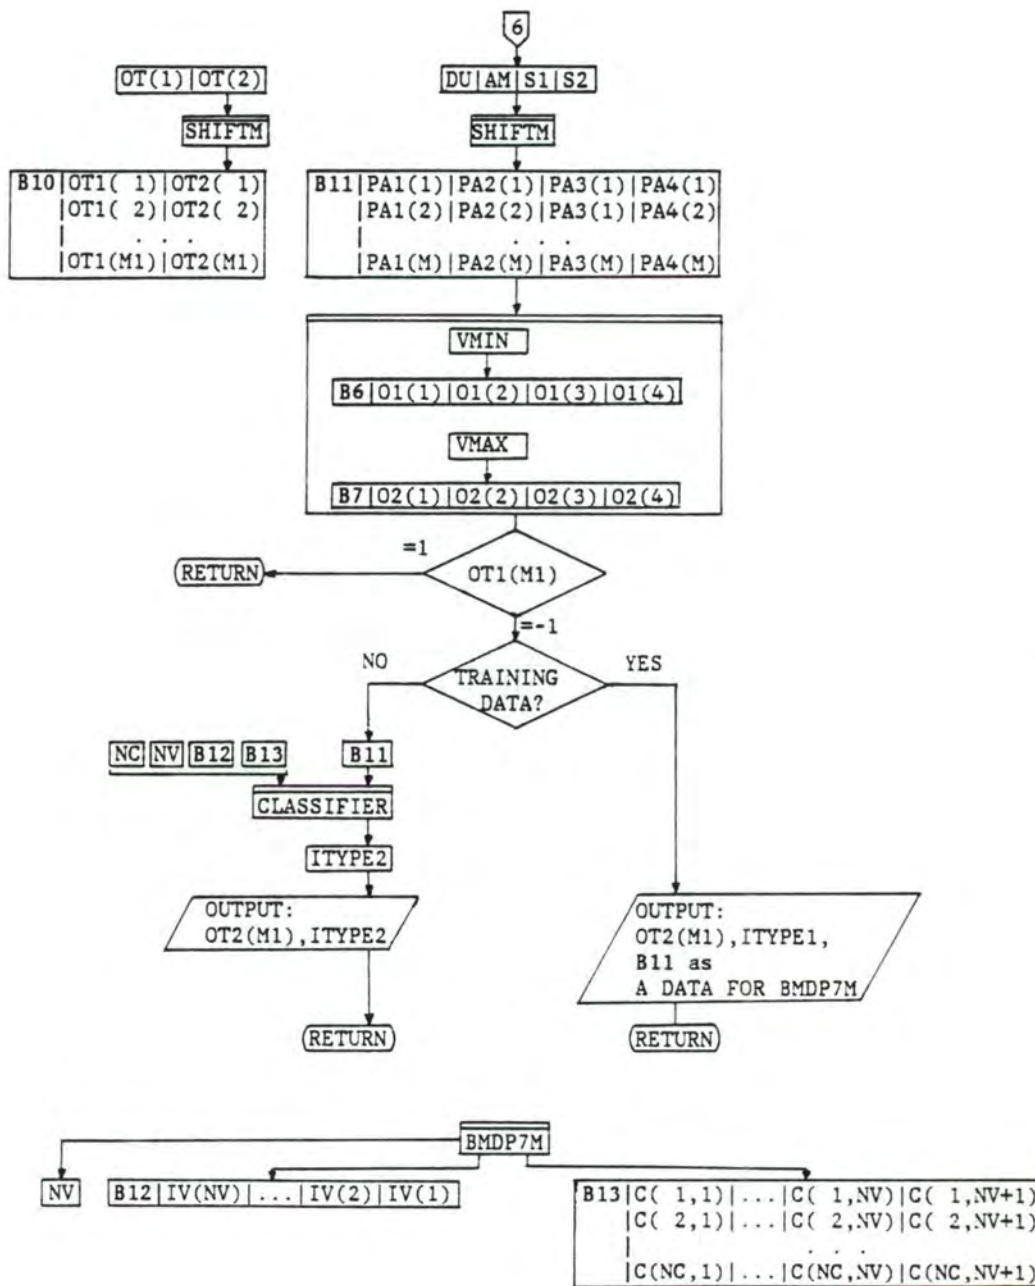 6
OT(1)|OT(2)
DU|AM|S1|S2
SHIFTM
SHIFTM
B10|OT1( 1)|OT2( 1)
|OT1( 2)|OT2( 2)
| . . .
|OT1(M1)|OT2(M1)
B11|PA1(1)|PA2(1)|PA3(1)|PA4(1)
|PA1(2)|PA2(2)|PA3(1)|PA4(2)
| . . .
|PA1(M)|PA2(M)|PA3(M)|PA4(M)
VMIN
B6|O1(1)|O1(2)|O1(3)|O1(4)
VMAX
B7|O2(1)|O2(2)|O2(3)|O2(4)
=1
RETURN
OT1(M1)
=-1
NO
TRAINING
DATA?
YES
NC NV B12 B13
B11
CLASSIFIER
ITYPE2
OUTPUT:
OT2(M1),ITYPE2
OUTPUT:
OT2(M1),ITYPE1,
B11 as
A DATA FOR BMDP7M
RETURN
RETURN
BMDP7M
NV
B12|IV(NV)|...|IV(2)|IV(1)
B13|C( 1,1)|...|C( 1,NV)|C( 1,NV+1)
|C( 2,1)|...|C( 2,NV)|C( 2,NV+1)
| . . .
|C(NC,1)|...|C(NC,NV)|C(NC,NV+1)